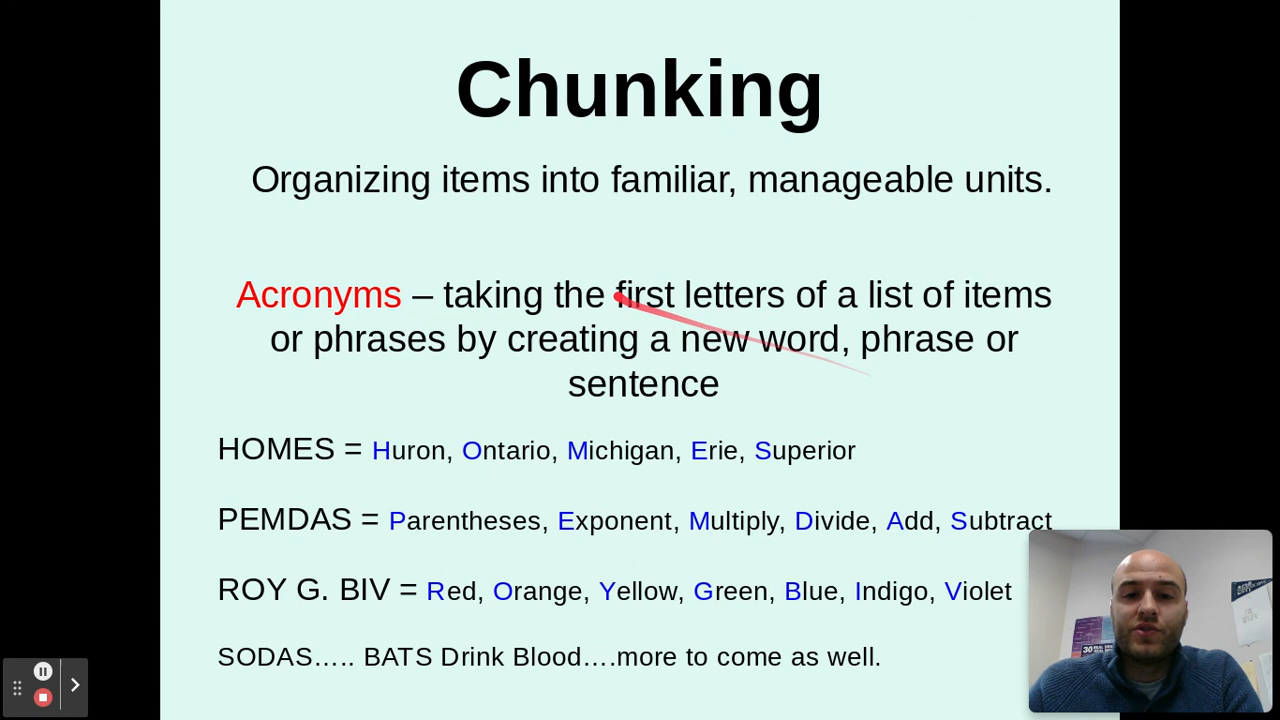 Chunking
Organizing items into familiar, manageable units.
Acronyms – taking the first letters of a list of items
or phrases by creating a new word, phrase or
sentence
HOMES = Huron, Ontario, Michigan, Erie, Superior
PEMDAS = Parentheses, Exponent, Multiply, Divide, Add, Subtract
ROY G. BIV = Red, Orange, Yellow, Green, Blue, Indigo, Violet
SODAS….. BATS Drink Blood….more to come as well.
30